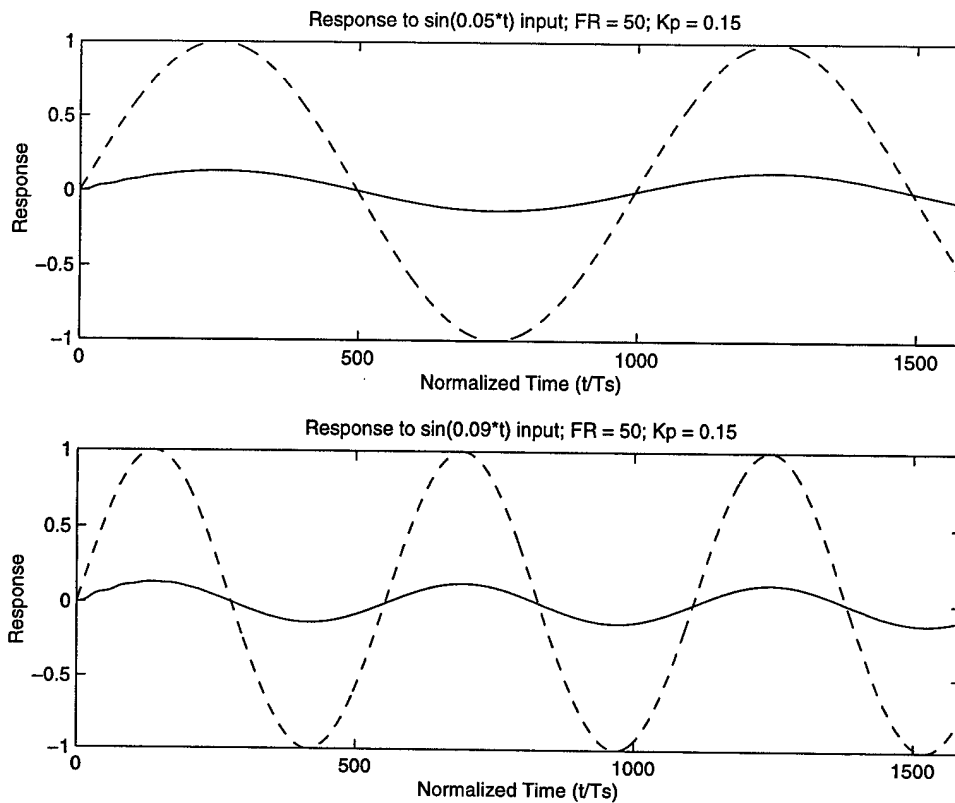 Response to sin(0.05*t) input; FR = 50; Kp = 0.15
1
0.5
0
−0.5
−1
Response
0 500 1000 1500
Normalized Time (t/Ts)
Response to sin(0.09*t) input; FR = 50; Kp = 0.15
1
0.5
0
−0.5
−1
Response
0 500 1000 1500
Normalized Time (t/Ts)